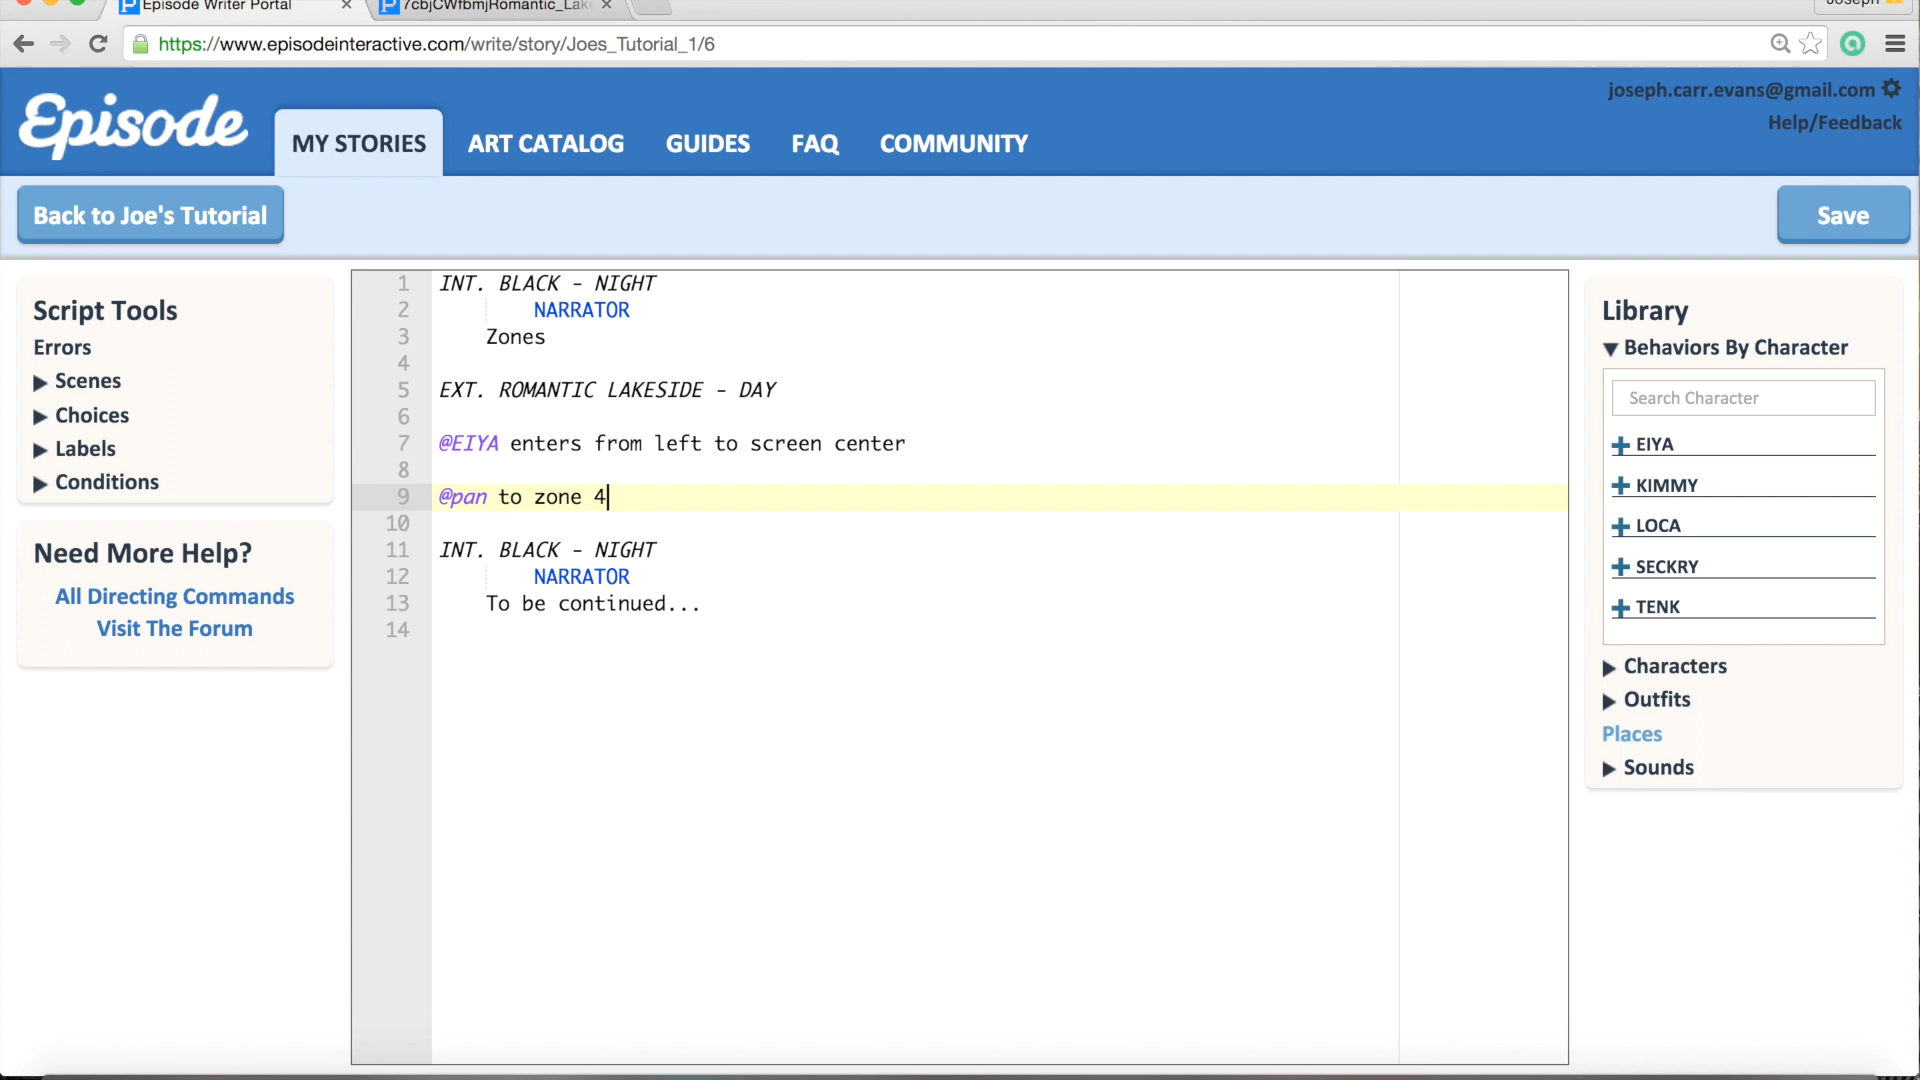 Episode Writer Portal
7cbjCWfbmjRomantic_Lak
Joseph
https://www.episodeinteractive.com/write/story/Joes_Tutorial_1/6
joseph.carr.evans@gmail.com
Help/Feedback
Episode
MY STORIES
ART CATALOG
GUIDES
FAQ
COMMUNITY
Back to Joe's Tutorial
Save
Script Tools
Errors
Scenes
Choices
Labels
Conditions
Need More Help?
All Directing Commands
Visit The Forum
1 INT. BLACK - NIGHT
2 NARRATOR
3 Zones
4
5 EXT. ROMANTIC LAKESIDE - DAY
6
7 @EIYA enters from left to screen center
8
9 @pan to zone 4
10
11 INT. BLACK - NIGHT
12 NARRATOR
13 To be continued...
14
Library
Behaviors By Character
Search Character
EIYA
KIMMY
LOCA
SECKRY
TENK
Characters
Outfits
Places
Sounds